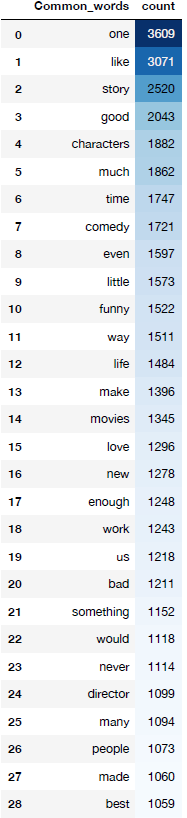 Common_words count
0 one 3609
1 like 3071
2 story 2520
3 good 2043
4 characters 1882
5 much 1862
6 time 1747
7 comedy 1721
8 even 1597
9 little 1573
10 funny 1522
11 way 1511
12 life 1484
13 make 1396
14 movies 1345
15 love 1296
16 new 1278
17 enough 1248
18 work 1243
19 us 1218
20 bad 1211
21 something 1152
22 would 1118
23 never 1114
24 director 1099
25 many 1094
26 people 1073
27 made 1060
28 best 1059